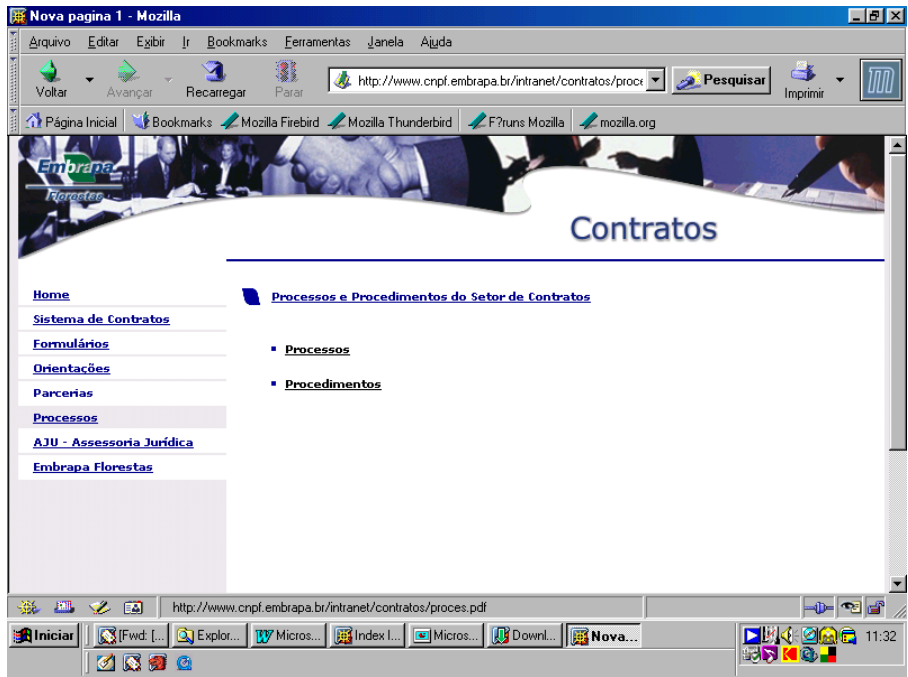 Nova pagina 1 - Mozilla
Arquivo Editar Exibir Ir Bookmarks Ferramentas Janela Ajuda
Voltar Avançar Recarregar Parar http://www.cnpf.embrapa.br/intranet/contratos/proce Pesquisar Imprimir
Página Inicial Bookmarks Mozilla Firebird Mozilla Thunderbird F?runs Mozilla mozilla.org
Embrapa
Florestas
Contratos
Home
Sistema de Contratos
Formulários
Orientações
Parcerias
Processos
AJU - Assessoria Jurídica
Embrapa Florestas
Processos e Procedimentos do Setor de Contratos
Processos
Procedimentos
http://www.cnpf.embrapa.br/intranet/contratos/proces.pdf
Iniciar [Fwd: [... Explor... Micros... Index I... Micros... Downl... Nova... 11:32